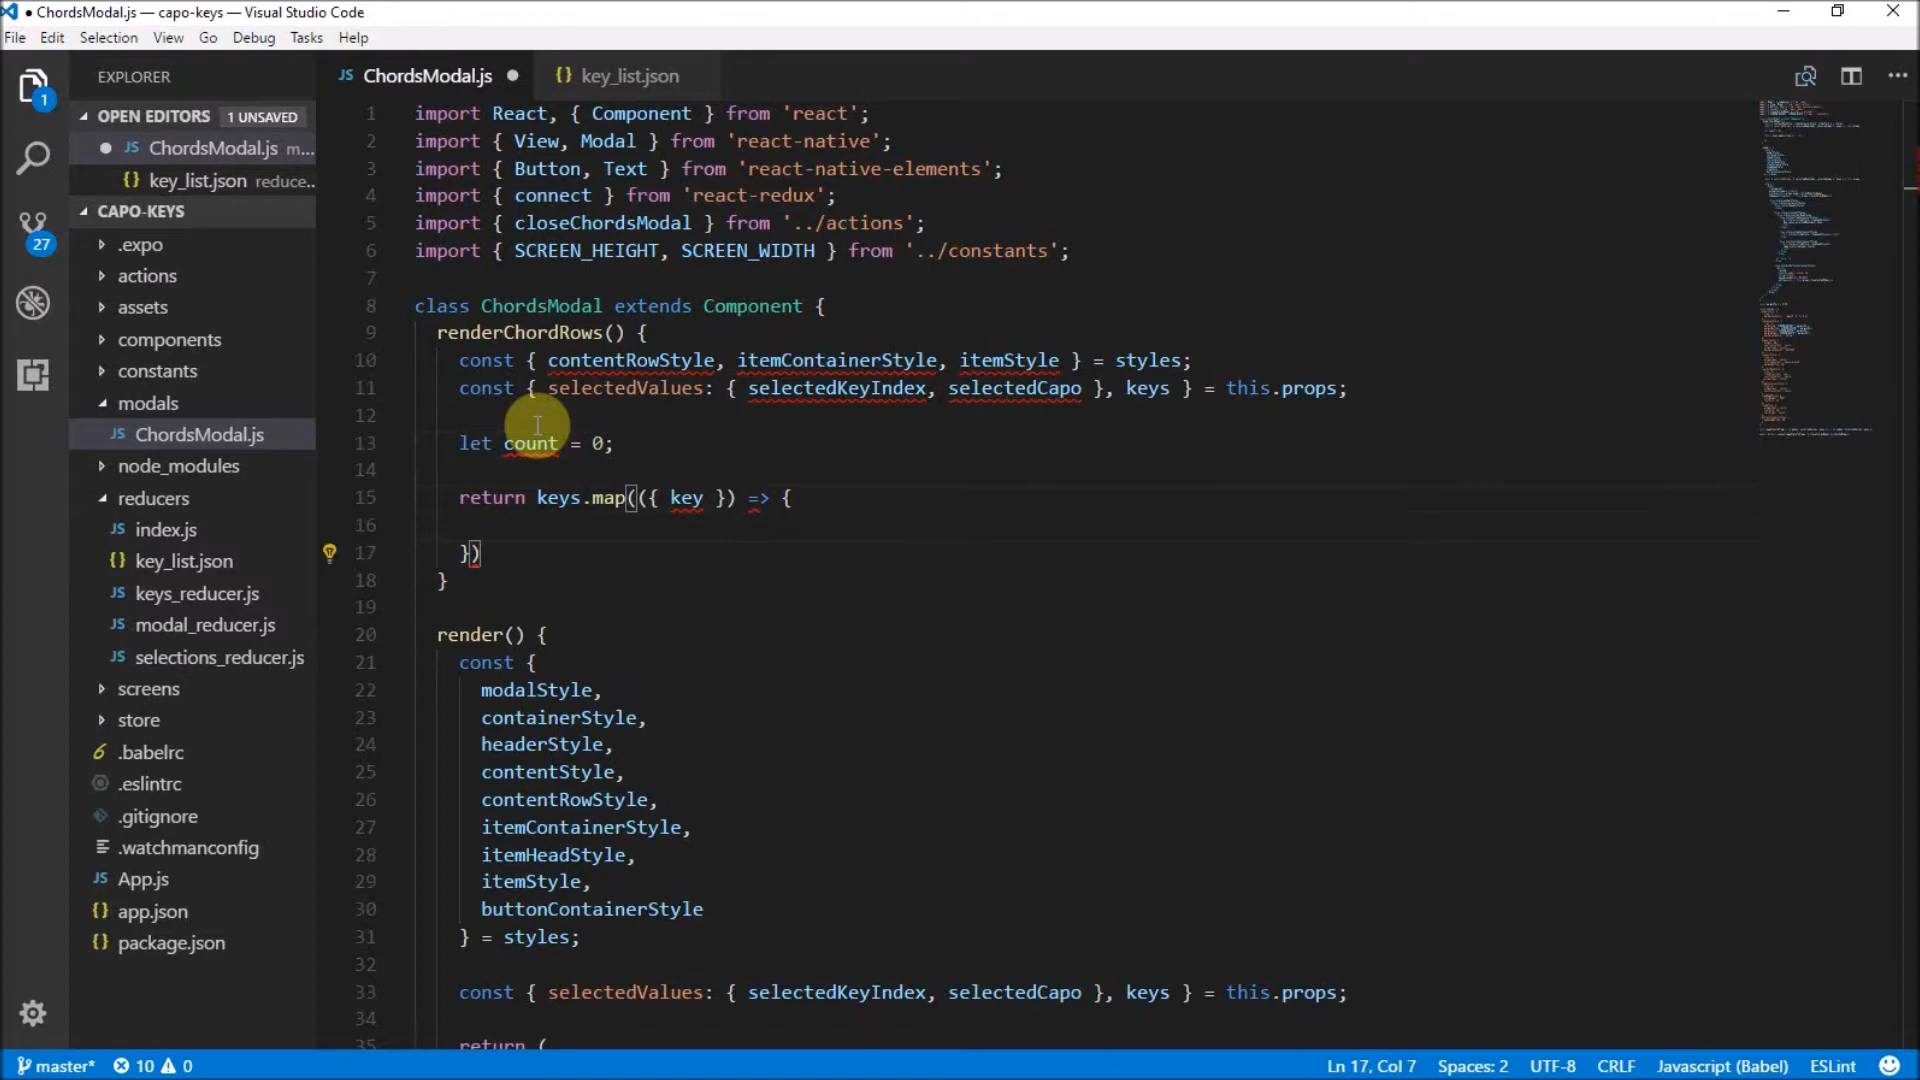 ChordsModal.js — capo-keys — Visual Studio Code
File Edit Selection View Go Debug Tasks Help
EXPLORER
JS ChordsModal.js
{} key_list.json
OPEN EDITORS 1 UNSAVED
JS ChordsModal.js m...
{} key_list.json reduce...
CAPO-KEYS
.expo
actions
assets
components
constants
modals
JS ChordsModal.js
node_modules
reducers
JS index.js
{} key_list.json
JS keys_reducer.js
JS modal_reducer.js
JS selections_reducer.js
screens
store
6 .babelrc
.eslintrc
.gitignore
.watchmanconfig
JS App.js
{} app.json
{} package.json
1
27
1 import React, { Component } from 'react';
2 import { View, Modal } from 'react-native';
3 import { Button, Text } from 'react-native-elements';
4 import { connect } from 'react-redux';
5 import { closeChordsModal } from '../actions';
6 import { SCREEN_HEIGHT, SCREEN_WIDTH } from '../constants';
7
8 class ChordsModal extends Component {
9 renderChordRows() {
10 const { contentRowStyle, itemContainerStyle, itemStyle } = styles;
11 const { selectedValues: { selectedKeyIndex, selectedCapo }, keys } = this.props;
12
13 let count = 0;
14
15 return keys.map(({ key }) => {
16
17 })
18 }
19
20 render() {
21 const {
22 modalStyle,
23 containerStyle,
24 headerStyle,
25 contentStyle,
26 contentRowStyle,
27 itemContainerStyle,
28 itemHeadStyle,
29 itemStyle,
30 buttonContainerStyle
31 } = styles;
32
33 const { selectedValues: { selectedKeyIndex, selectedCapo }, keys } = this.props;
34
35 return (
master* 10 0 Ln 17, Col 7 Spaces: 2 UTF-8 CRLF Javascript (Babel) ESLint